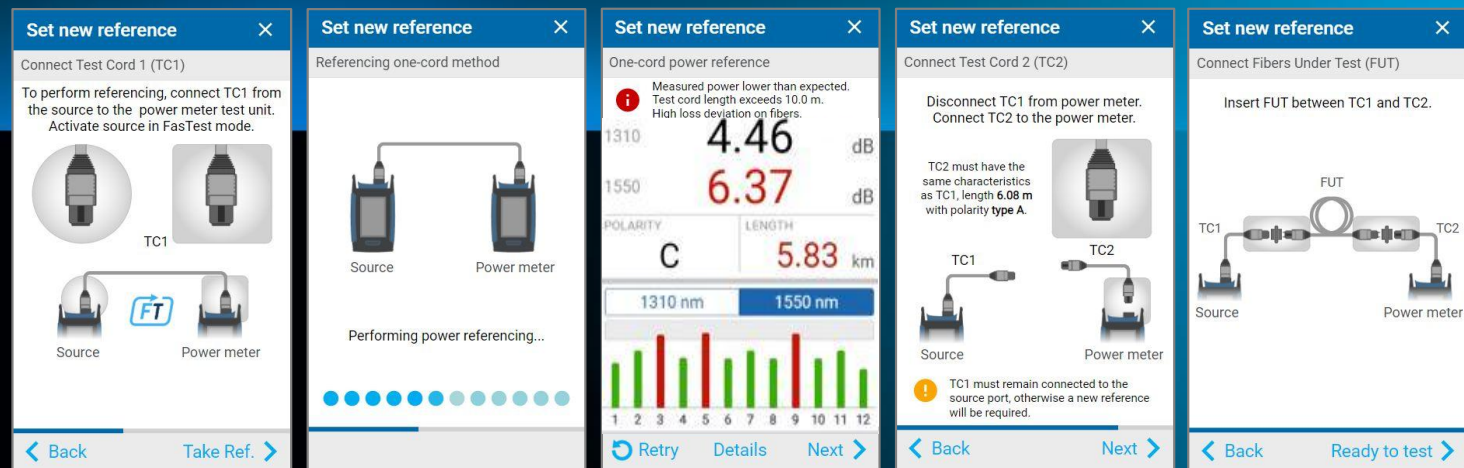 Set new reference ×
Connect Test Cord 1 (TC1)
To perform referencing, connect TC1 from
the source to the power meter test unit.
Activate source in FasTest mode.
TC1
FT
Source Power meter
Back Take Ref.
Set new reference ×
Referencing one-cord method
Source Power meter
Performing power referencing...
Set new reference ×
One-cord power reference
Measured power lower than expected.
Test cord length exceeds 10.0 m.
High loss deviation on fibers.
1310 4.46 dB
1550 6.37 dB
POLARITY LENGTH
C 5.83 km
1310 nm 1550 nm
1 2 3 4 5 6 7 8 9 10 11 12
Retry Details Next
Set new reference ×
Connect Test Cord 2 (TC2)
Disconnect TC1 from power meter.
Connect TC2 to the power meter.
TC2 must have the
same characteristics
as TC1, length 6.08 m
with polarity type A.
TC1 TC2
Source Power meter
TC1 must remain connected to the
source port, otherwise a new reference
will be required.
Back Next
Set new reference ×
Connect Fibers Under Test (FUT)
Insert FUT between TC1 and TC2.
FUT
TC1 TC2
Source Power meter
Back Ready to test